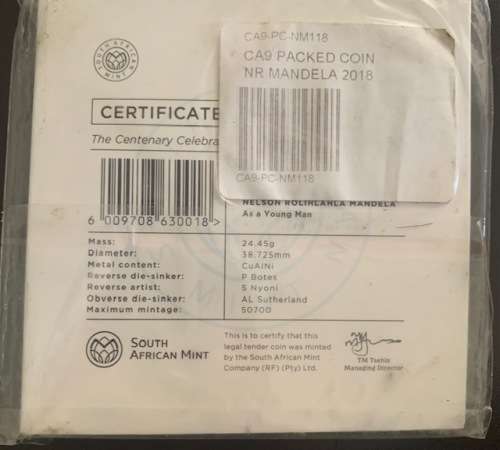 SOUTH AFRICAN MINT
CA9-PC-NM118
CA9 PACKED COIN
NR MANDELA 2018
CA9-PC-NM118
CERTIFICATE
The Centenary Celebra
6 009708 630018 >
NELSON ROLIHLAHLA MANDELA
As a Young Man
Mass: 24.45g
Diameter: 38.725mm
Metal content: CuAlNi
Reverse die-sinker: P Botes
Reverse artist: S Nyoni
Obverse die-sinker: AL Sutherland
Maximum mintage: 50700
SOUTH
AFRICAN MINT
This is to certify that this
legal tender coin was minted
by the South African Mint
Company (RF) (Pty) Ltd.
TM Tsehlo
Managing Director